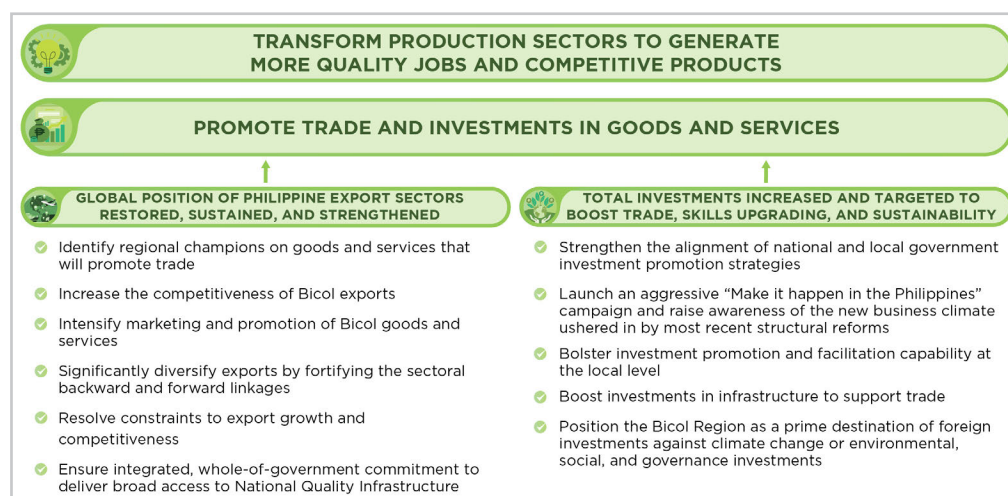 TRANSFORM PRODUCTION SECTORS TO GENERATE
MORE QUALITY JOBS AND COMPETITIVE PRODUCTS
PROMOTE TRADE AND INVESTMENTS IN GOODS AND SERVICES
GLOBAL POSITION OF PHILIPPINE EXPORT SECTORS
RESTORED, SUSTAINED, AND STRENGTHENED
Identify regional champions on goods and services that
will promote trade
Increase the competitiveness of Bicol exports
Intensify marketing and promotion of Bicol goods and
services
Significantly diversify exports by fortifying the sectoral
backward and forward linkages
Resolve constraints to export growth and
competitiveness
Ensure integrated, whole-of-government commitment to
deliver broad access to National Quality Infrastructure
TOTAL INVESTMENTS INCREASED AND TARGETED TO
BOOST TRADE, SKILLS UPGRADING, AND SUSTAINABILITY
Strengthen the alignment of national and local government
investment promotion strategies
Launch an aggressive “Make it happen in the Philippines”
campaign and raise awareness of the new business climate
ushered in by most recent structural reforms
Bolster investment promotion and facilitation capability at
the local level
Boost investments in infrastructure to support trade
Position the Bicol Region as a prime destination of foreign
investments against climate change or environmental,
social, and governance investments